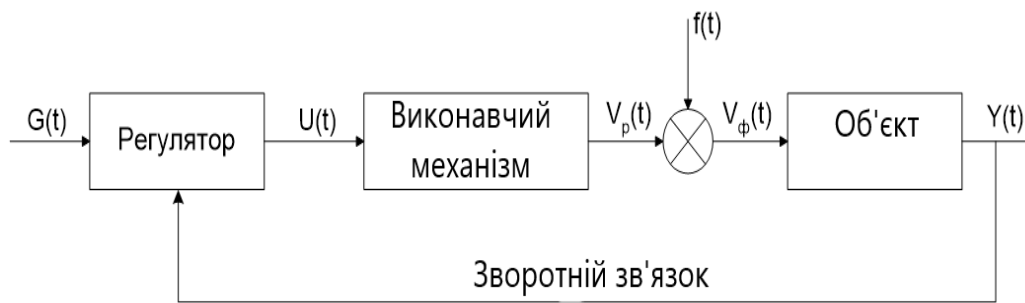 f(t)
G(t)
Регулятор
U(t)
Виконавчий
механізм
Vр(t)
Vф(t)
Об'єкт
Y(t)
Зворотній зв'язок